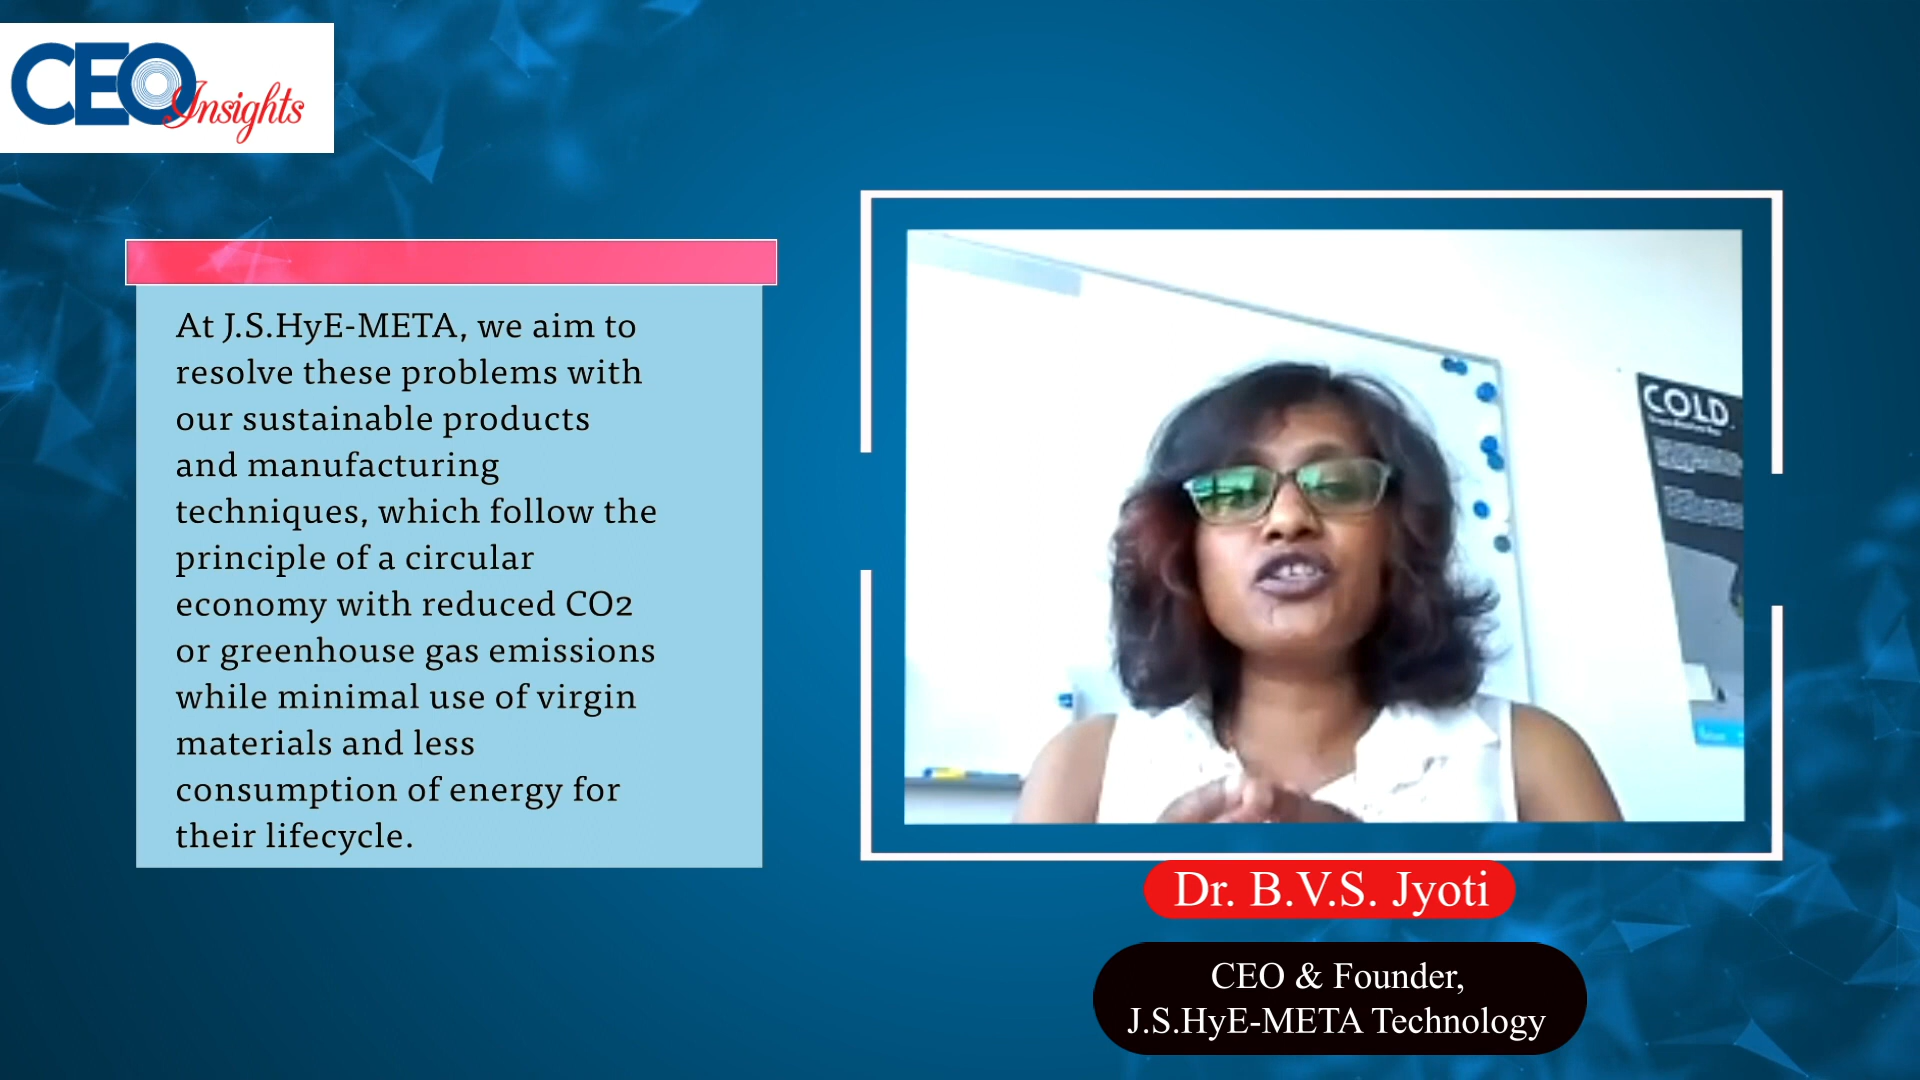 CEO Insights
At J.S.HyE-META, we aim to
resolve these problems with
our sustainable products
and manufacturing
techniques, which follow the
principle of a circular
economy with reduced CO2
or greenhouse gas emissions
while minimal use of virgin
materials and less
consumption of energy for
their lifecycle.
COLD
Dr. B.V.S. Jyoti
CEO & Founder,
J.S.HyE-META Technology